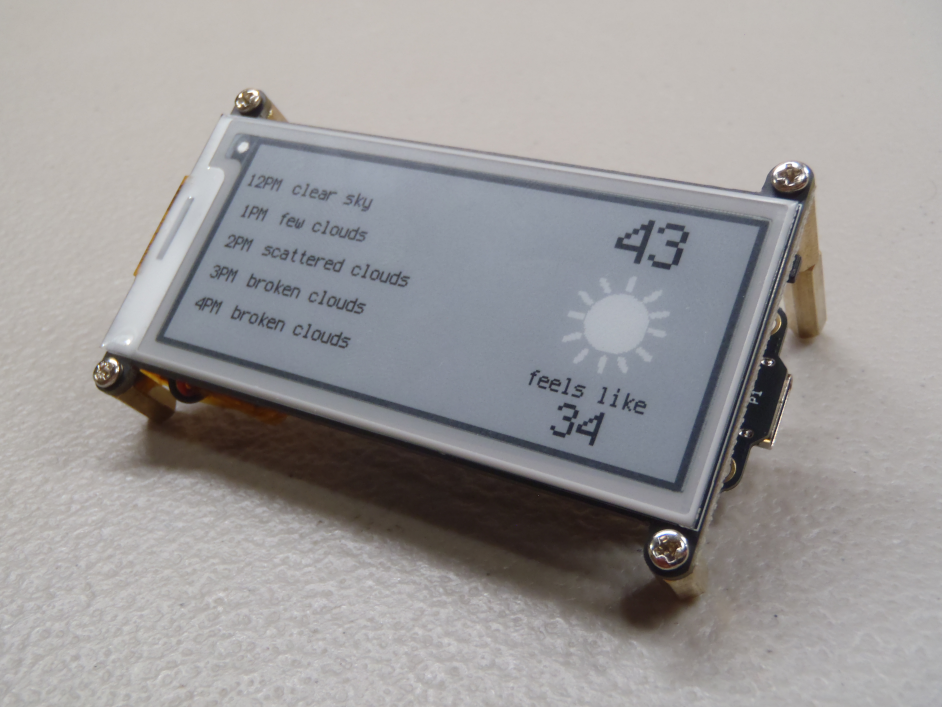 12PM clear sky
1PM few clouds
2PM scattered clouds
3PM broken clouds
4PM broken clouds
43
feels like
34
P1